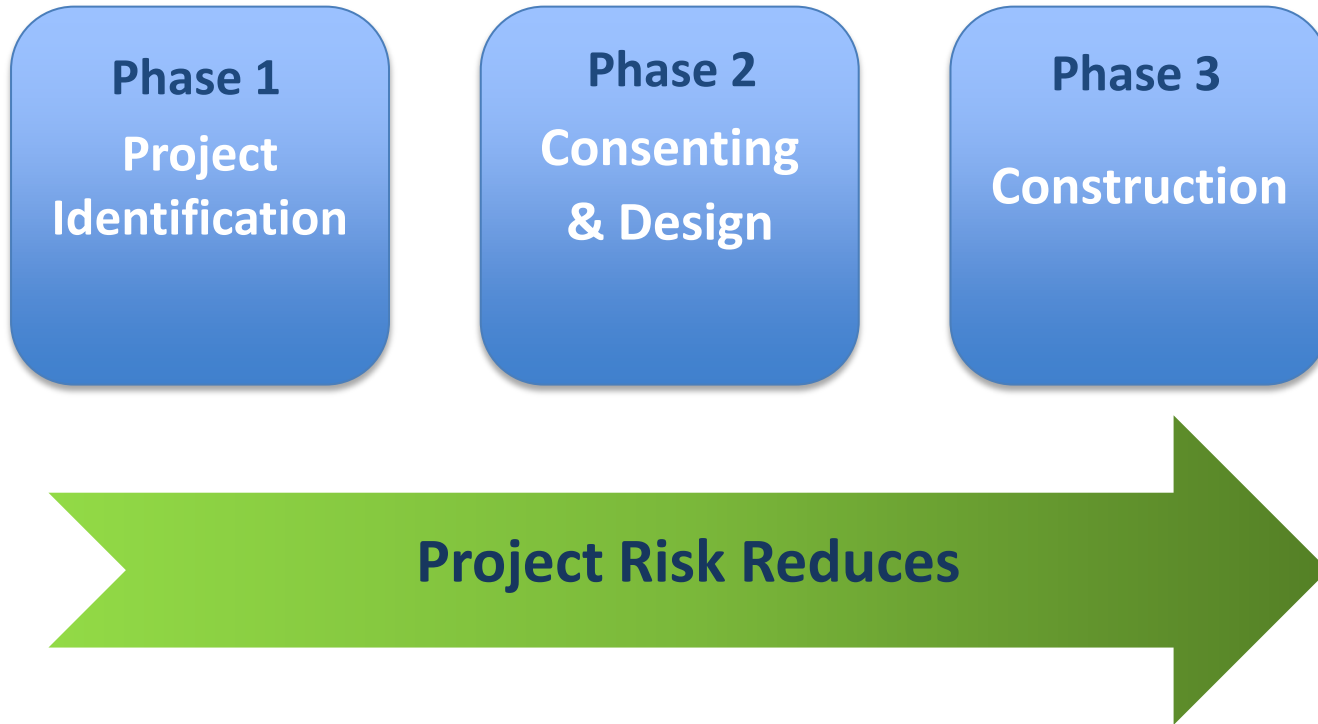 Phase 1
Project
Identification
Phase 2
Consenting
& Design
Phase 3
Construction
Project Risk Reduces